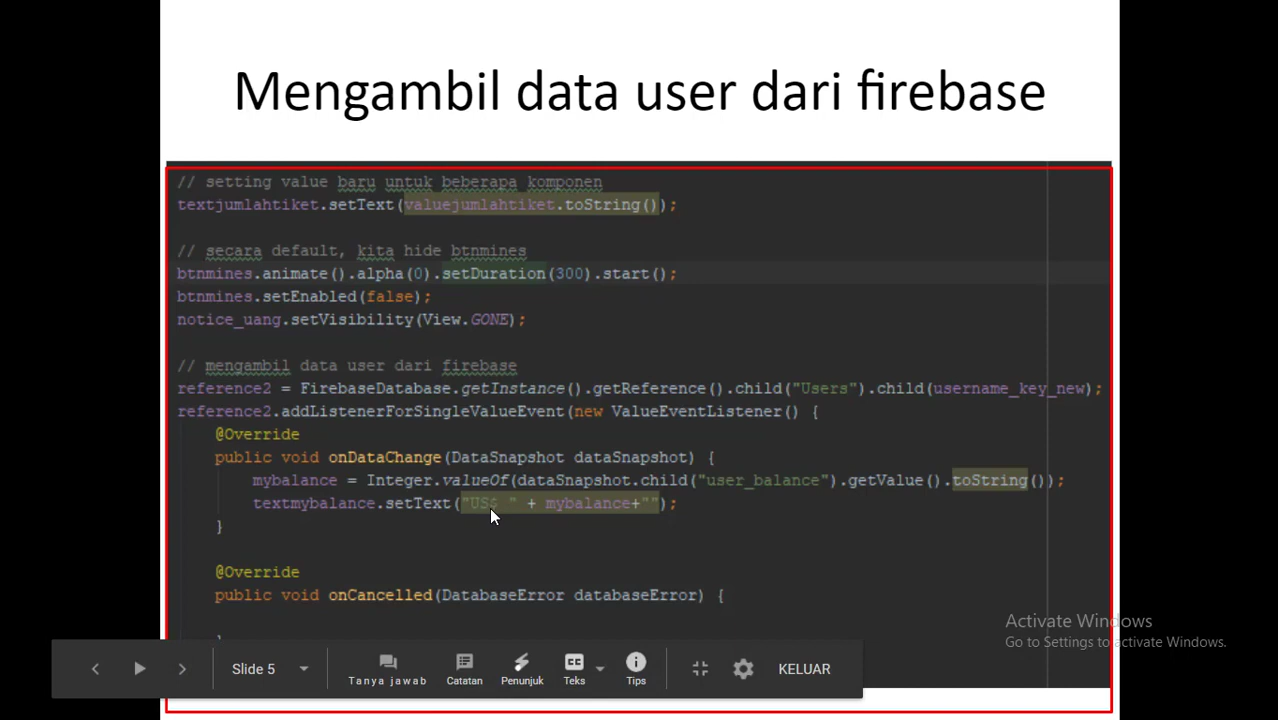 Mengambil data user dari firebase
// setting value baru untuk beberapa komponen
textjumlahtiket.setText(valuejumlahtiket.toString());
// secara default, kita hide btnmines
btnmines.animate().alpha(0).setDuration(300).start();
btnmines.setEnabled(false);
notice_uang.setVisibility(View.GONE);
// mengambil data user dari firebase
reference2 = FirebaseDatabase.getInstance().getReference().child("Users").child(username_key_new);
reference2.addListenerForSingleValueEvent(new ValueEventListener() {
@Override
public void onDataChange(DataSnapshot dataSnapshot) {
mybalance = Integer.valueOf(dataSnapshot.child("user_balance").getValue().toString());
textmybalance.setText("US$ " + mybalance+"");
}
@Override
public void onCancelled(DatabaseError databaseError) {
Activate Windows
Go to Settings to activate Windows.
Slide 5
Tanya jawab
Catatan
Penunjuk
Teks
Tips
KELUAR